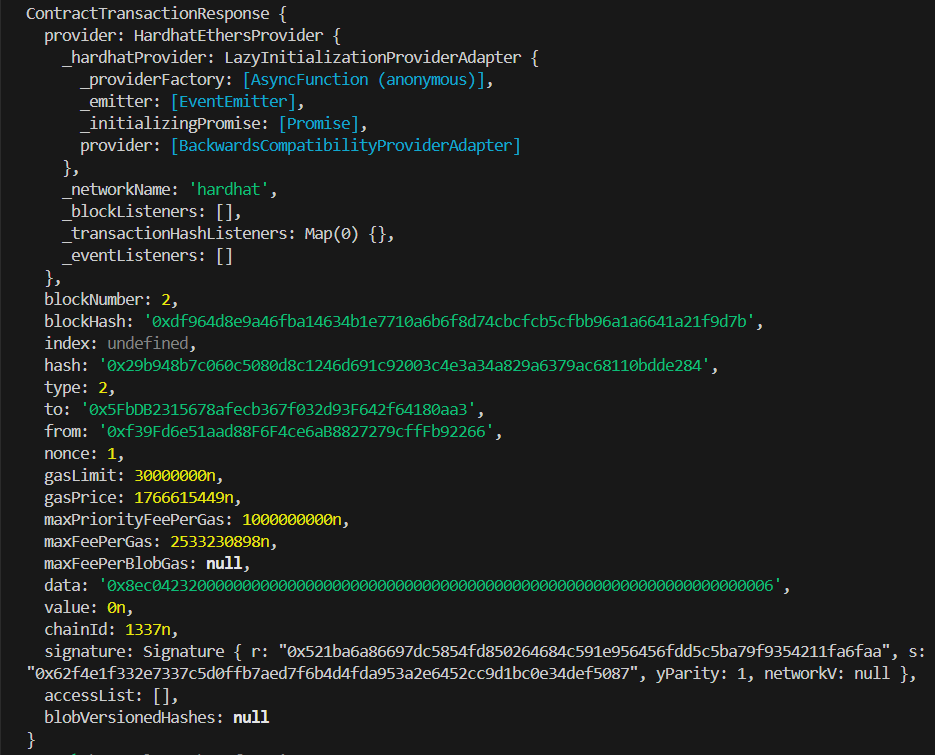 ContractTransactionResponse {
provider: HardhatEthersProvider {
_hardhatProvider: LazyInitializationProviderAdapter {
_providerFactory: [AsyncFunction (anonymous)],
_emitter: [EventEmitter],
_initializingPromise: [Promise],
provider: [BackwardsCompatibilityProviderAdapter]
},
_networkName: 'hardhat',
_blockListeners: [],
_transactionHashListeners: Map(0) {},
_eventListeners: []
},
blockNumber: 2,
blockHash: '0xdf964d8e9a46fba14634b1e7710a6b6f8d74cbcfcb5cfbb96a1a6641a21f9d7b',
index: undefined,
hash: '0x29b948b7c060c5080d8c1246d691c92003c4e3a34a829a6379ac68110bdde284',
type: 2,
to: '0x5FbDB2315678afecb367f032d93F642f64180aa3',
from: '0xf39Fd6e51aad88F6F4ce6aB8827279cffFb92266',
nonce: 1,
gasLimit: 30000000n,
gasPrice: 1766615449n,
maxPriorityFeePerGas: 1000000000n,
maxFeePerGas: 2533230898n,
maxFeePerBlobGas: null,
data: '0x8ec042320000000000000000000000000000000000000000000000000000000000000006',
value: 0n,
chainId: 1337n,
signature: Signature { r: "0x521ba6a86697dc5854fd850264684c591e956456fdd5c5ba79f9354211fa6faa", s:
"0x62f4e1f332e7337c5d0ffb7aed7f6b4d4fda953a2e6452cc9d1bc0e34def5087", yParity: 1, networkV: null },
accessList: [],
blobVersionedHashes: null
}